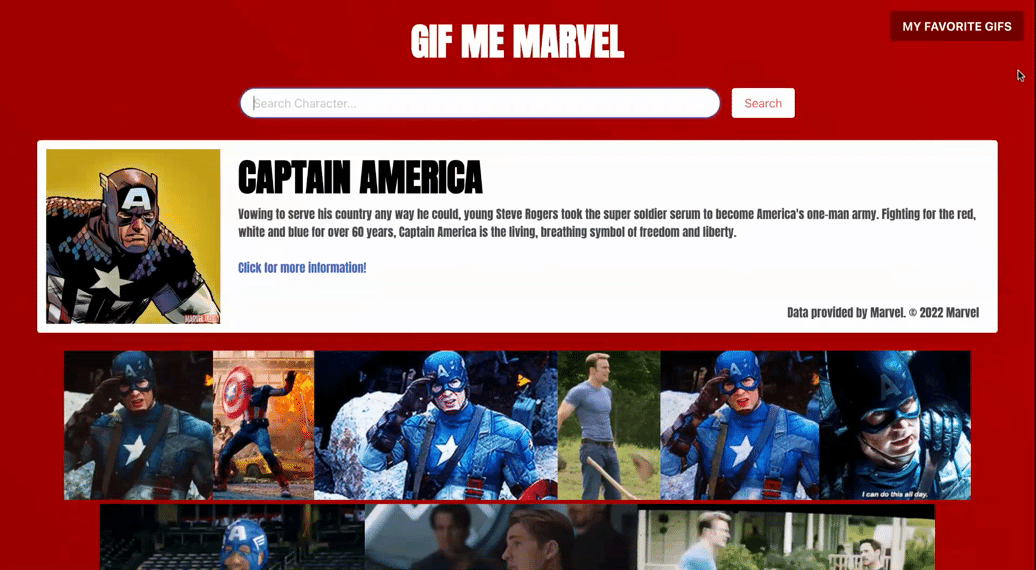 MY FAVORITE GIFS
GIF ME MARVEL
Search Character...
Search
CAPTAIN AMERICA
Vowing to serve his country any way he could, young Steve Rogers took the super soldier serum to become America's one-man army. Fighting for the red,
white and blue for over 60 years, Captain America is the living, breathing symbol of freedom and liberty.
Click for more information!
Data provided by Marvel. © 2022 Marvel
A
MARVEL
A
A
A
I can do this all day.
A